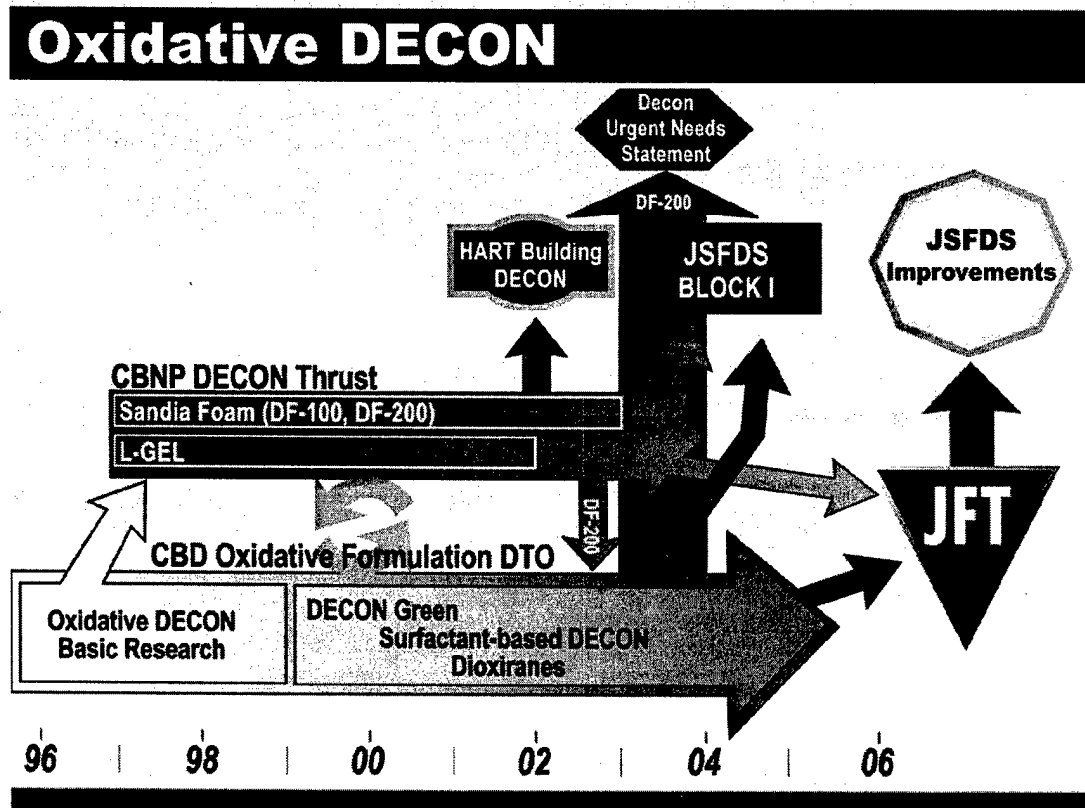 Oxidative DECON
Decon
Urgent Needs
Statement
DF-200
HART Building
DECON
JSFDS
BLOCK I
JSFDS
Improvements
CBNP DECON Thrust
Sandia Foam (DF-100, DF-200)
L-GEL
DF-200
JFT
CBD Oxidative Formulation DTO
Oxidative DECON
Basic Research
DECON Green
Surfactant-based DECON
Dioxiranes
96 98 00 02 04 06